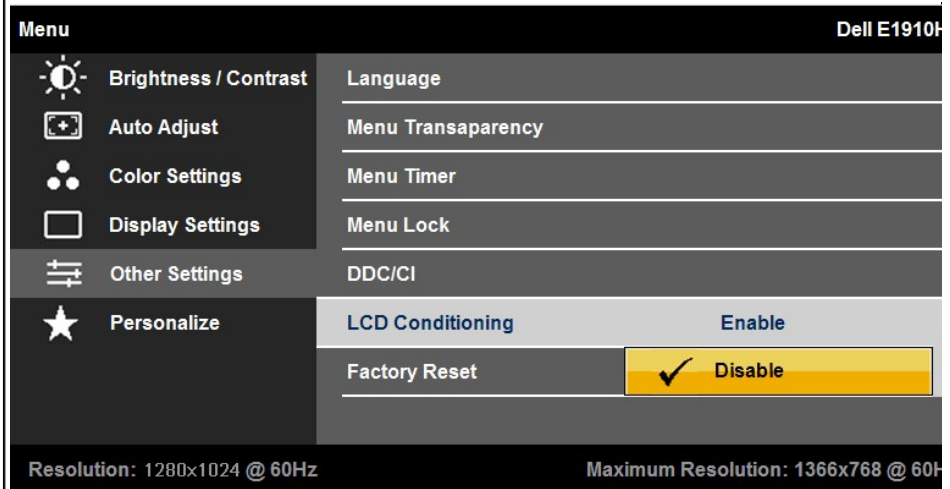 Menu Dell E1910H
Brightness / Contrast Language
Auto Adjust Menu Transaparency
Color Settings Menu Timer
Display Settings Menu Lock
Other Settings DDC/CI
Personalize LCD Conditioning Enable
Factory Reset Disable
Resolution: 1280x1024 @ 60Hz Maximum Resolution: 1366x768 @ 60H